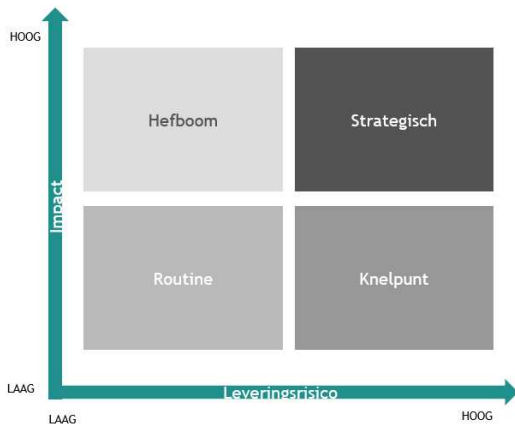 HOOG
Hefboom
Strategisch
Impact
Routine
Knelpunt
LAAG
Leveringsrisico
LAAG
HOOG